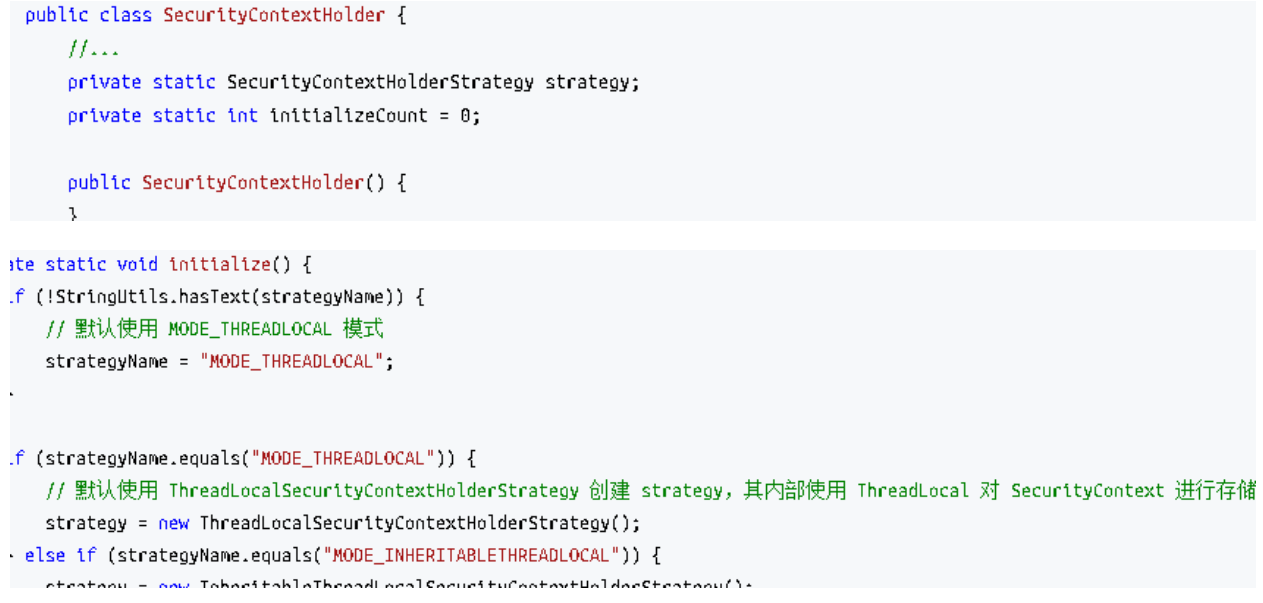 public class SecurityContextHolder {
//...
private static SecurityContextHolderStrategy strategy;
private static int initializeCount = 0;
public SecurityContextHolder() {
}
ate static void initialize() {
f (!StringUtils.hasText(strategyName)) {
// 默认使用 MODE_THREADLOCAL 模式
strategyName = "MODE_THREADLOCAL";
f (strategyName.equals("MODE_THREADLOCAL")) {
// 默认使用 ThreadLocalSecurityContextHolderStrategy 创建 strategy，其内部使用 ThreadLocal 对 SecurityContext 进行存储
strategy = new ThreadLocalSecurityContextHolderStrategy();
else if (strategyName.equals("MODE_INHERITABLETHREADLOCAL")) {
strategy = new InheritableThreadLocalSecurityContextHolderStrategy();